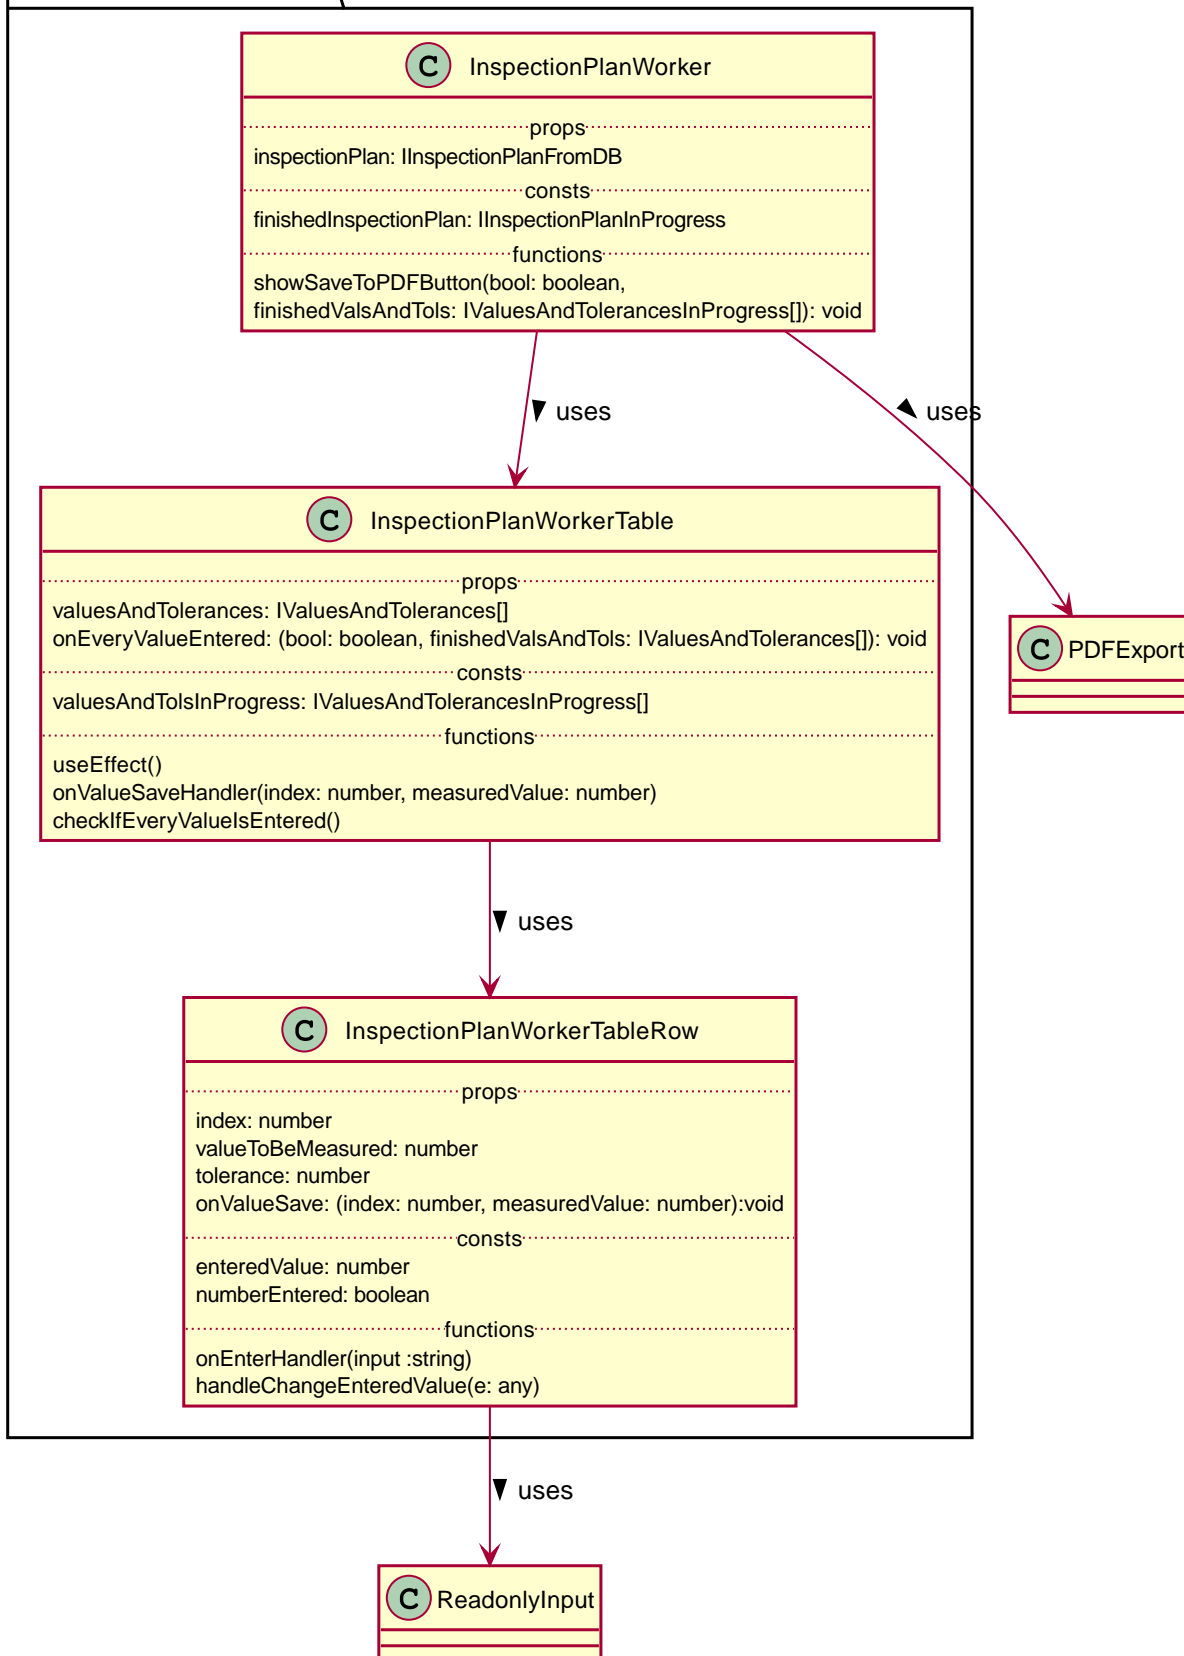 C InspectionPlanWorker
props
inspectionPlan: IInspectionPlanFromDB
consts
finishedInspectionPlan: IInspectionPlanInProgress
functions
showSaveToPDFButton(bool: boolean,
finishedValsAndTols: IValuesAndTolerancesInProgress[]): void
uses
uses
C InspectionPlanWorkerTable
props
valuesAndTolerances: IValuesAndTolerances[]
onEveryValueEntered: (bool: boolean, finishedValsAndTols: IValuesAndTolerances[]): void
consts
valuesAndTolsInProgress: IValuesAndTolerancesInProgress[]
functions
useEffect()
onValueSaveHandler(index: number, measuredValue: number)
checkIfEveryValueIsEntered()
C PDFExport
uses
C InspectionPlanWorkerTableRow
props
index: number
valueToBeMeasured: number
tolerance: number
onValueSave: (index: number, measuredValue: number):void
consts
enteredValue: number
numberEntered: boolean
functions
onEnterHandler(input :string)
handleChangeEnteredValue(e: any)
uses
C ReadonlyInput